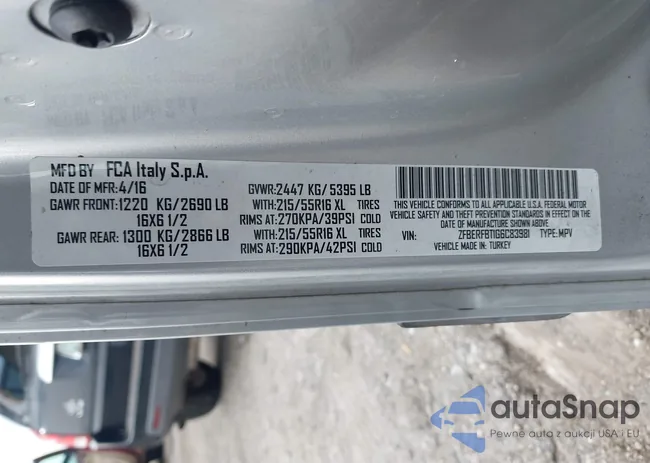 MFD BY FCA Italy S.p.A.
DATE OF MFR:4/16 GVWR:2447 KG/5395 LB
GAWR FRONT:1220 KG/2690 LB WITH:215/55R16 XL TIRES
16X6 1/2 RIMS AT:270KPA/39PSI COLD
GAWR REAR:1300 KG/2866 LB WITH:215/55R16 XL TIRES
16X6 1/2 RIMS AT:290KPA/42PSI COLD
THIS VEHICLE CONFORMS TO ALL APPLICABLE U.S.A. FEDERAL MOTOR
VEHICLE SAFETY AND THEFT PREVENTION STANDARDS IN EFFECT ON THE
DATE OF MANUFACTURE SHOWN ABOVE
VIN: ZFBERFBT1G6C83981 TYPE:MPV
VEHICLE MADE IN: TURKEY
autoSnap
Pewne auta z aukcji USA i EU